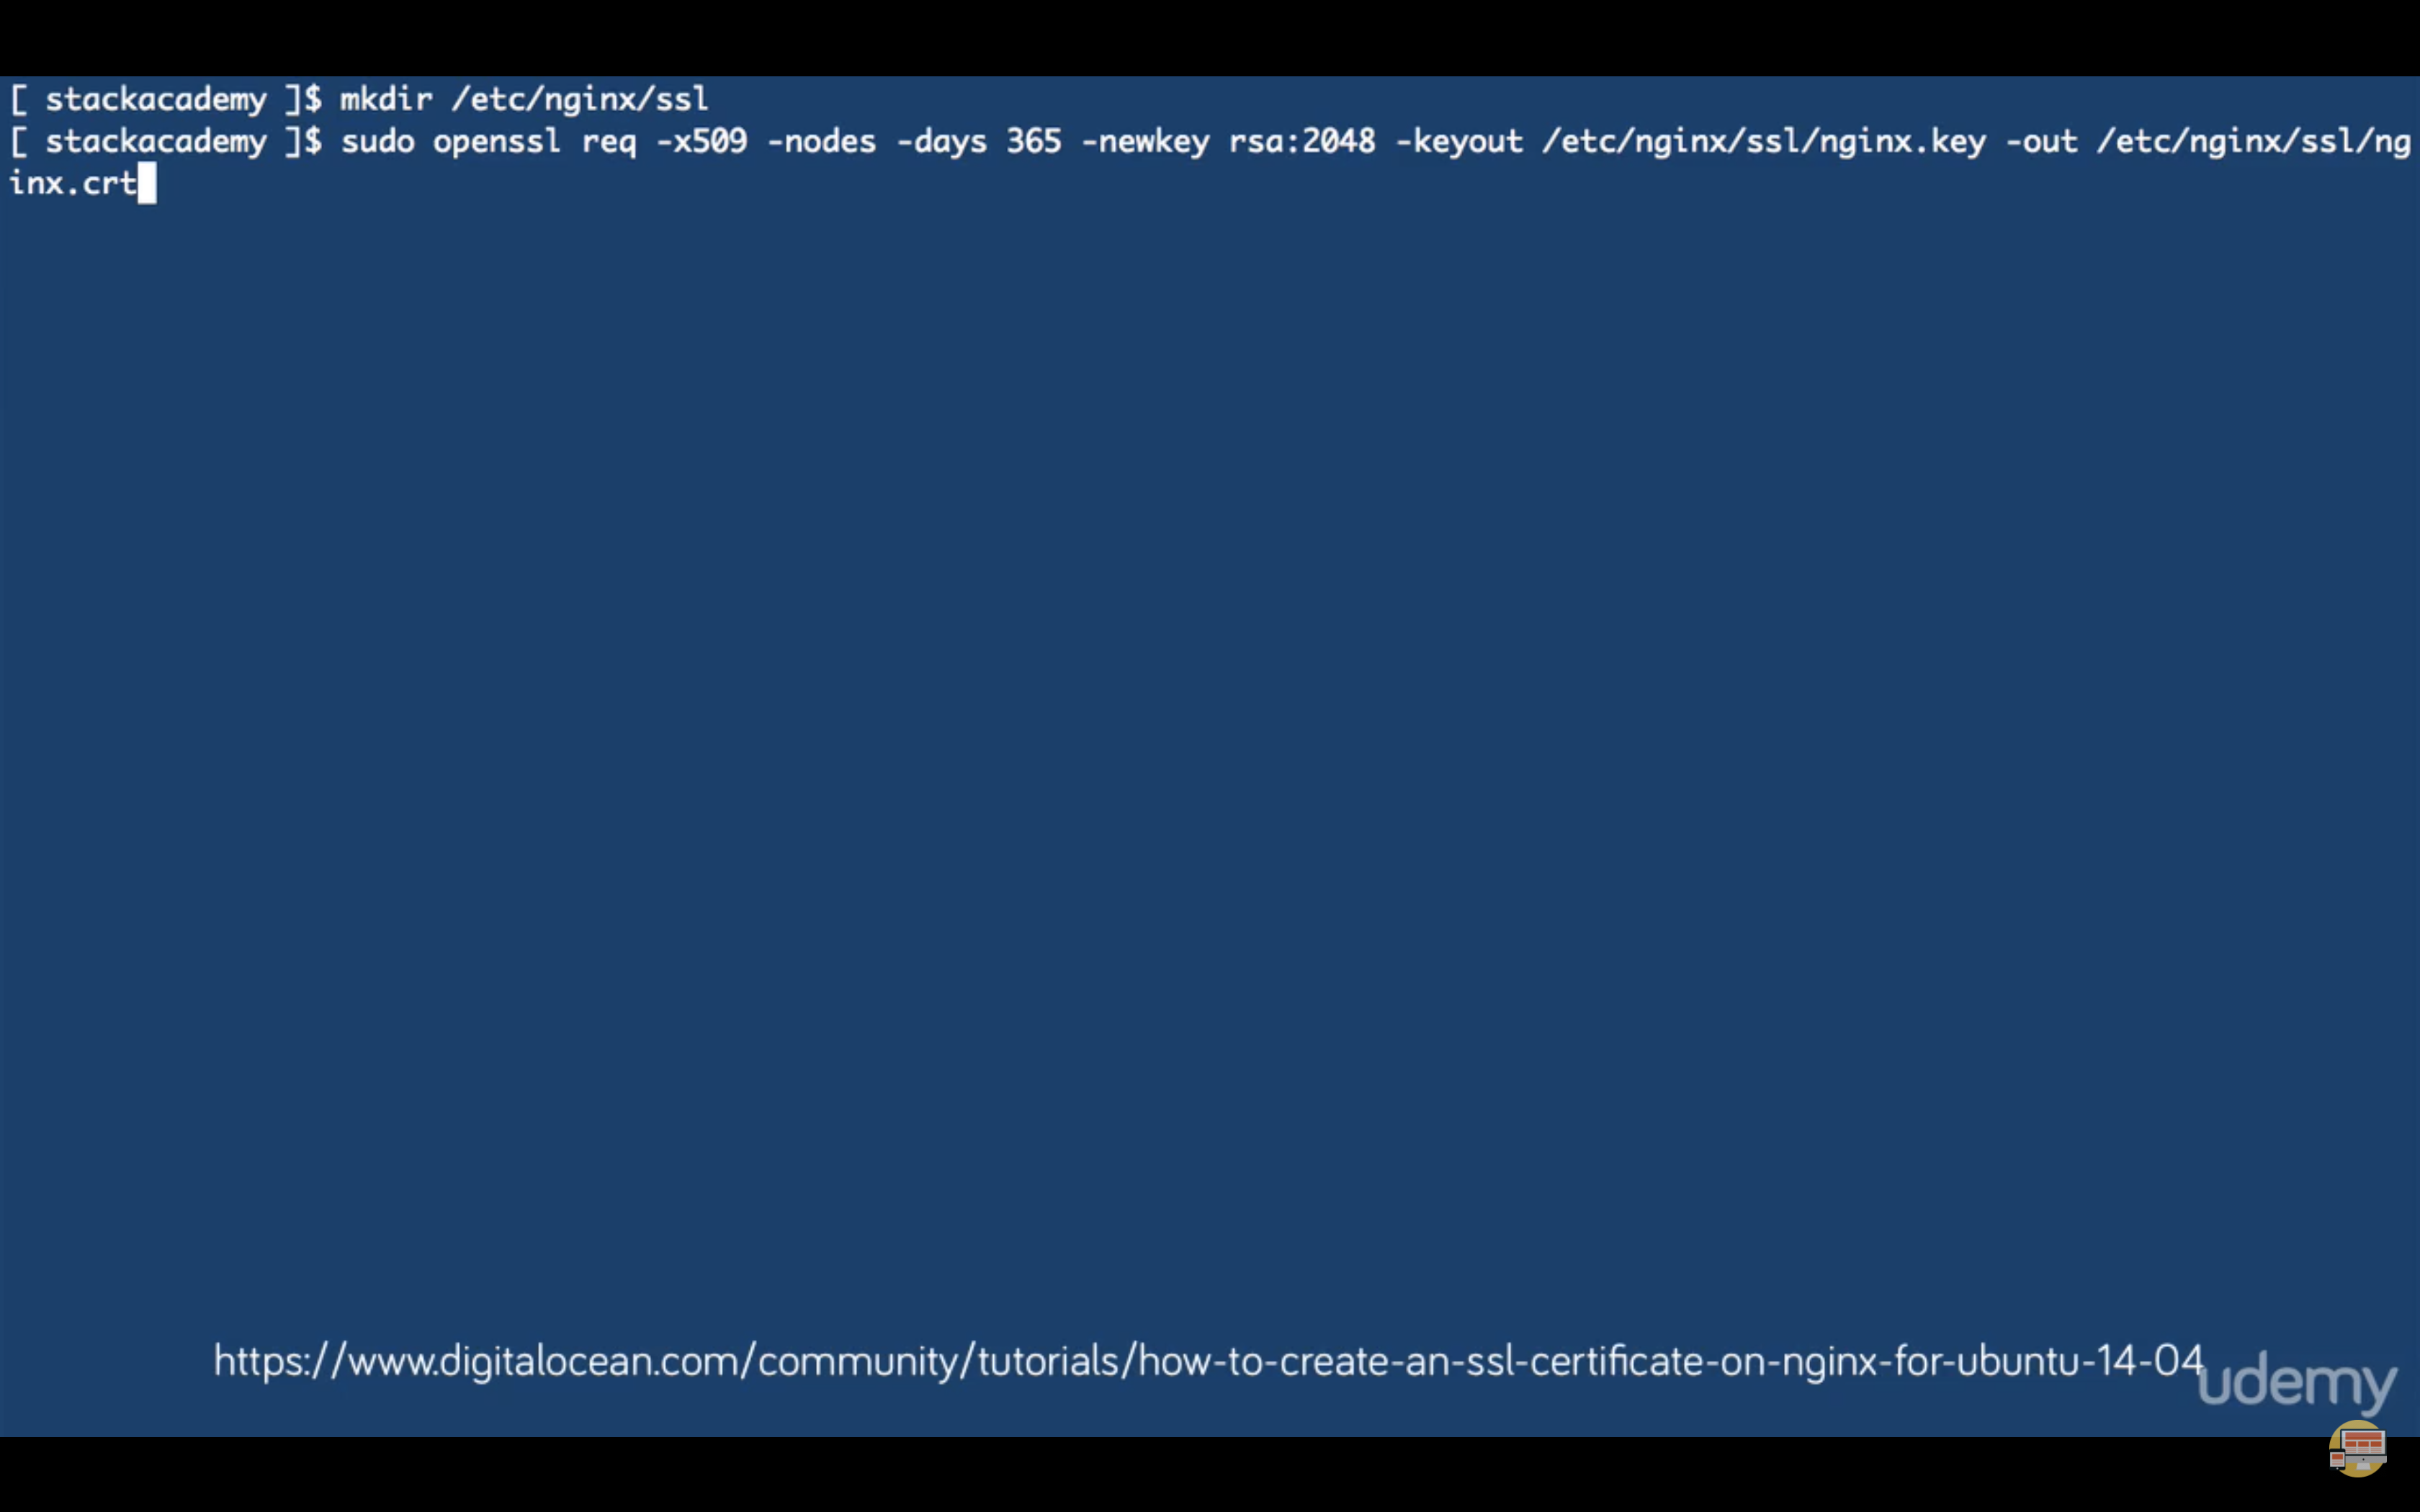 [ stackacademy ]$ mkdir /etc/nginx/ssl
[ stackacademy ]$ sudo openssl req -x509 -nodes -days 365 -newkey rsa:2048 -keyout /etc/nginx/ssl/nginx.key -out /etc/nginx/ssl/ng
inx.crt
https://www.digitalocean.com/community/tutorials/how-to-create-an-ssl-certificate-on-nginx-for-ubuntu-14-04
udemy